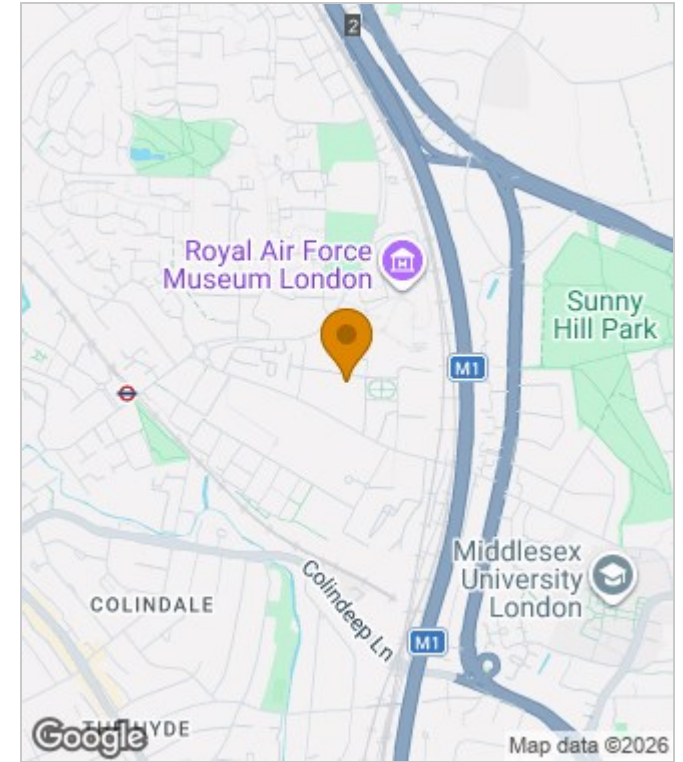 2
Royal Air Force
Museum London
Sunny
Hill Park
M1
Middlesex
University
London
COLINDALE
Colindeep Ln
M1
HYDE
Google
Map data ©2026